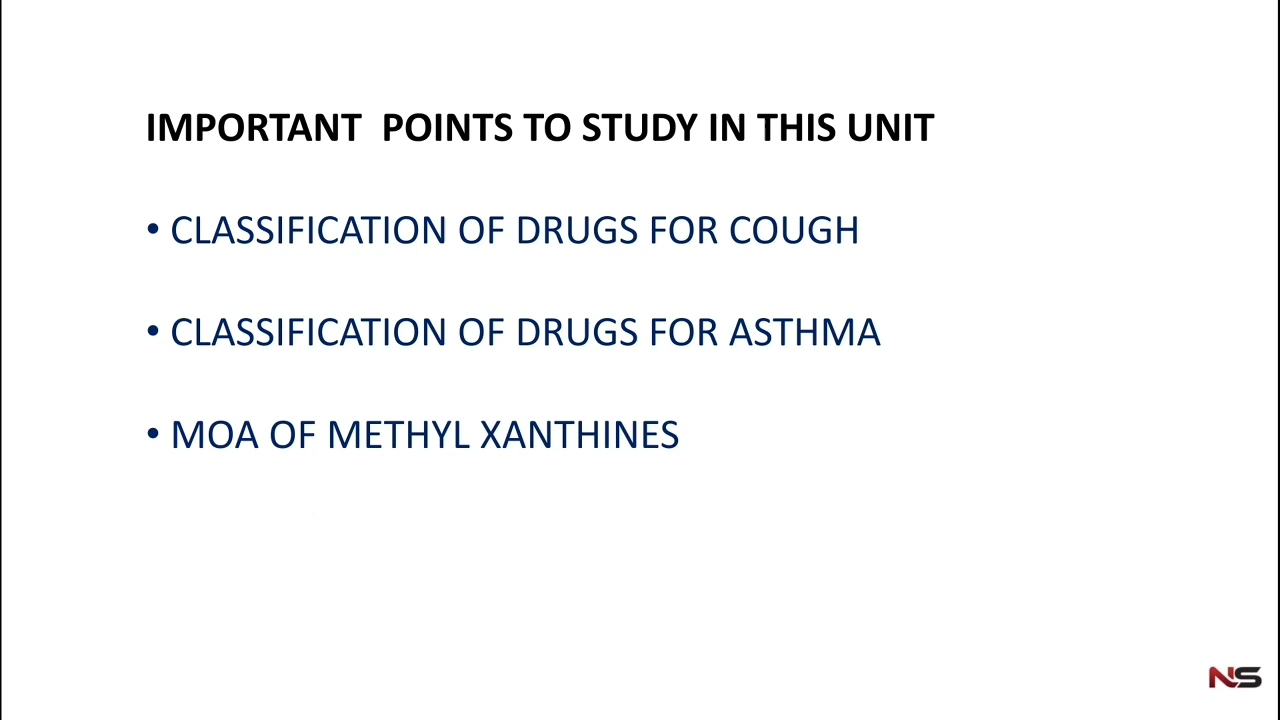 IMPORTANT POINTS TO STUDY IN THIS UNIT
• CLASSIFICATION OF DRUGS FOR COUGH
• CLASSIFICATION OF DRUGS FOR ASTHMA
• MOA OF METHYL XANTHINES
NS